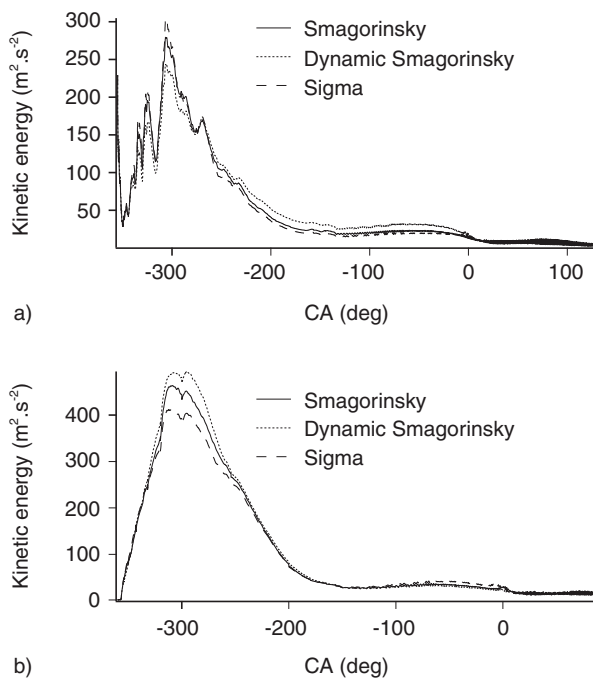 300
250
200
150
100
50
Kinetic energy (m².s⁻²)
Smagorinsky
Dynamic Smagorinsky
Sigma
-300
-200
-100
0
100
a)
CA (deg)
400
300
200
100
0
Kinetic energy (m².s⁻²)
Smagorinsky
Dynamic Smagorinsky
Sigma
-300
-200
-100
0
b)
CA (deg)